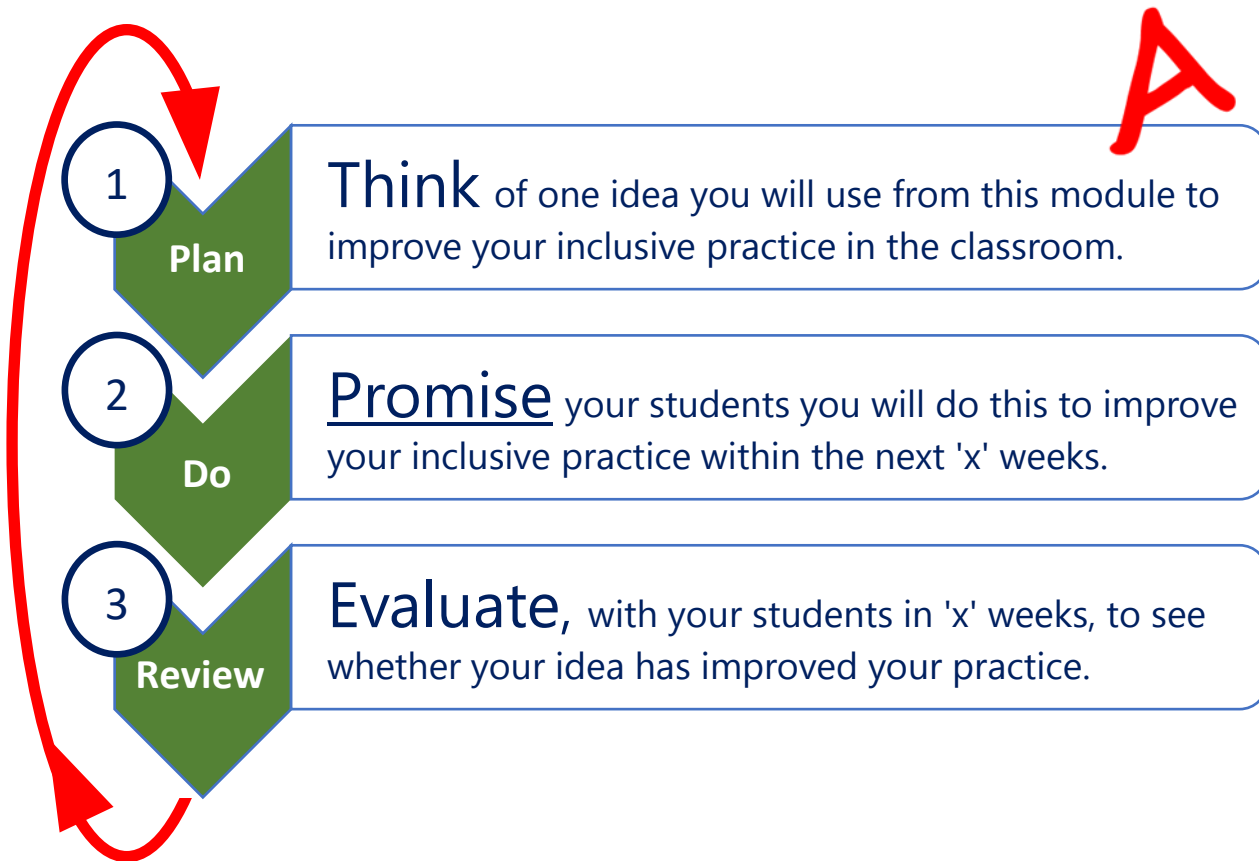 A
1
Plan
Think of one idea you will use from this module to
improve your inclusive practice in the classroom.
2
Do
Promise your students you will do this to improve
your inclusive practice within the next 'x' weeks.
3
Review
Evaluate, with your students in 'x' weeks, to see
whether your idea has improved your practice.